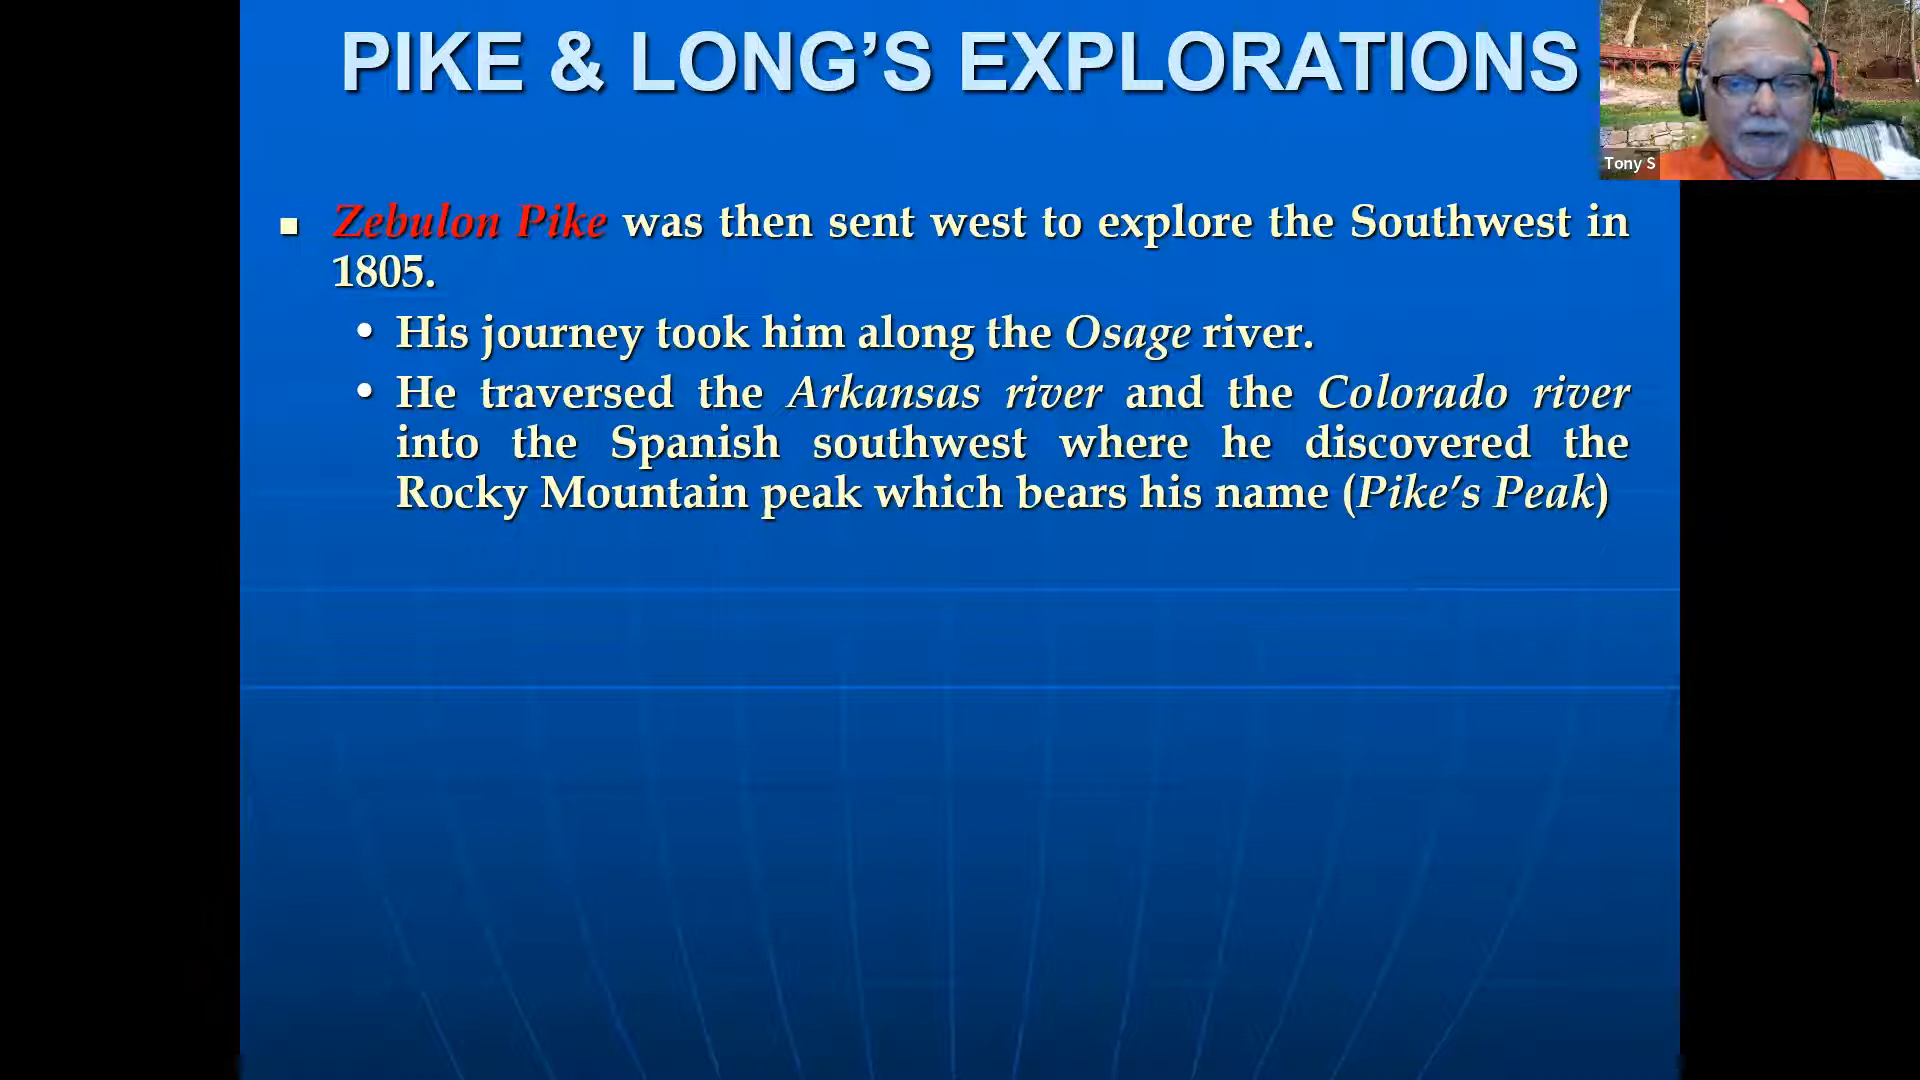 PIKE & LONG’S EXPLORATIONS
Tony S
Zebulon Pike was then sent west to explore the Southwest in
1805.
His journey took him along the Osage river.
He traversed the Arkansas river and the Colorado river
into the Spanish southwest where he discovered the
Rocky Mountain peak which bears his name (Pike’s Peak)